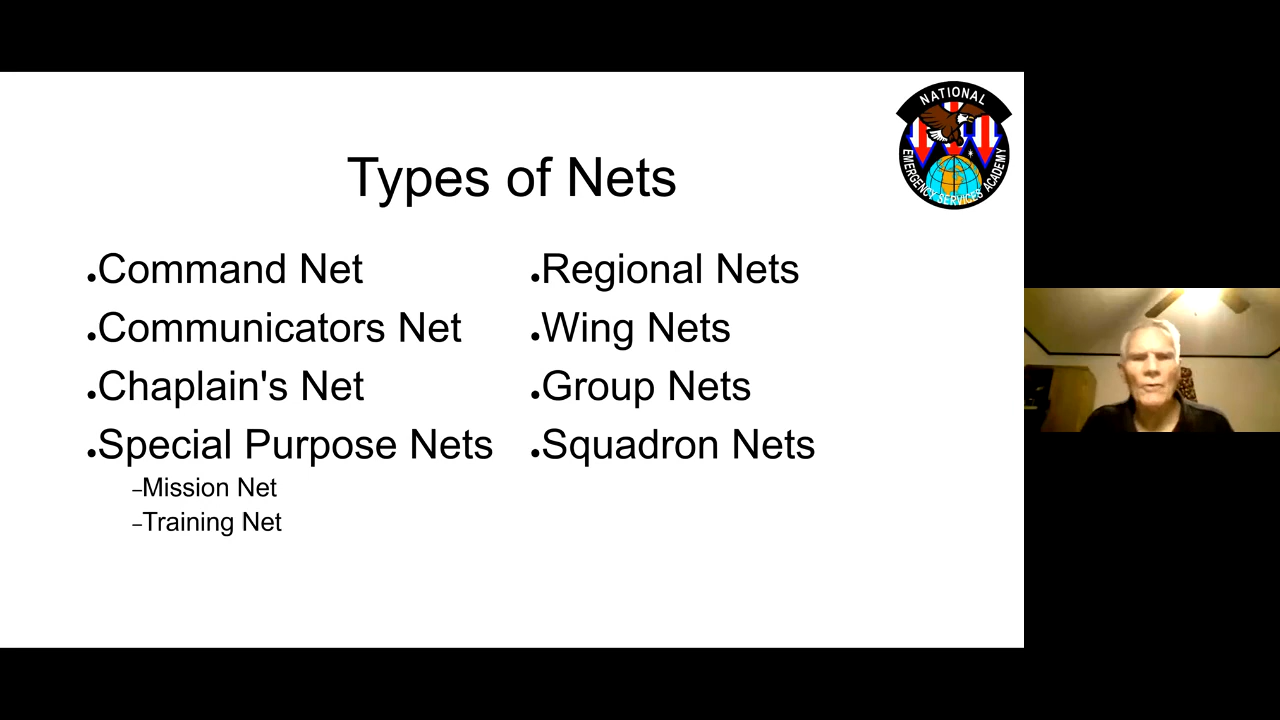 NATIONAL
EMERGENCY SERVICES ACADEMY
Types of Nets
•Command Net
•Communicators Net
•Chaplain's Net
•Special Purpose Nets
–Mission Net
–Training Net
•Regional Nets
•Wing Nets
•Group Nets
•Squadron Nets